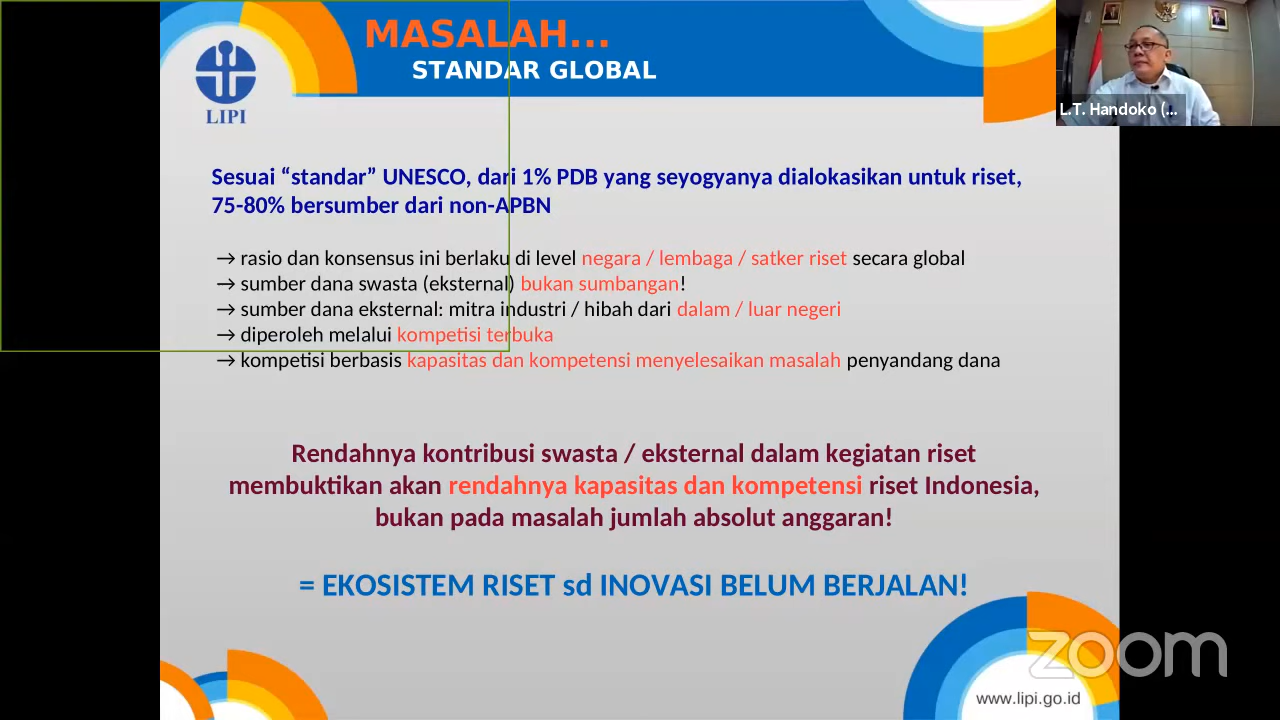 MASALAH...
STANDAR GLOBAL
LIPI
L.T. Handoko (...
Sesuai “standar” UNESCO, dari 1% PDB yang seyogyanya dialokasikan untuk riset,
75-80% bersumber dari non-APBN
→ rasio dan konsensus ini berlaku di level negara / lembaga / satker riset secara global
→ sumber dana swasta (eksternal) bukan sumbangan!
→ sumber dana eksternal: mitra industri / hibah dari dalam / luar negeri
→ diperoleh melalui kompetisi terbuka
→ kompetisi berbasis kapasitas dan kompetensi menyelesaikan masalah penyandang dana
Rendahnya kontribusi swasta / eksternal dalam kegiatan riset
membuktikan akan rendahnya kapasitas dan kompetensi riset Indonesia,
bukan pada masalah jumlah absolut anggaran!
= EKOSISTEM RISET sd INOVASI BELUM BERJALAN!
zoom
www.lipi.go.id